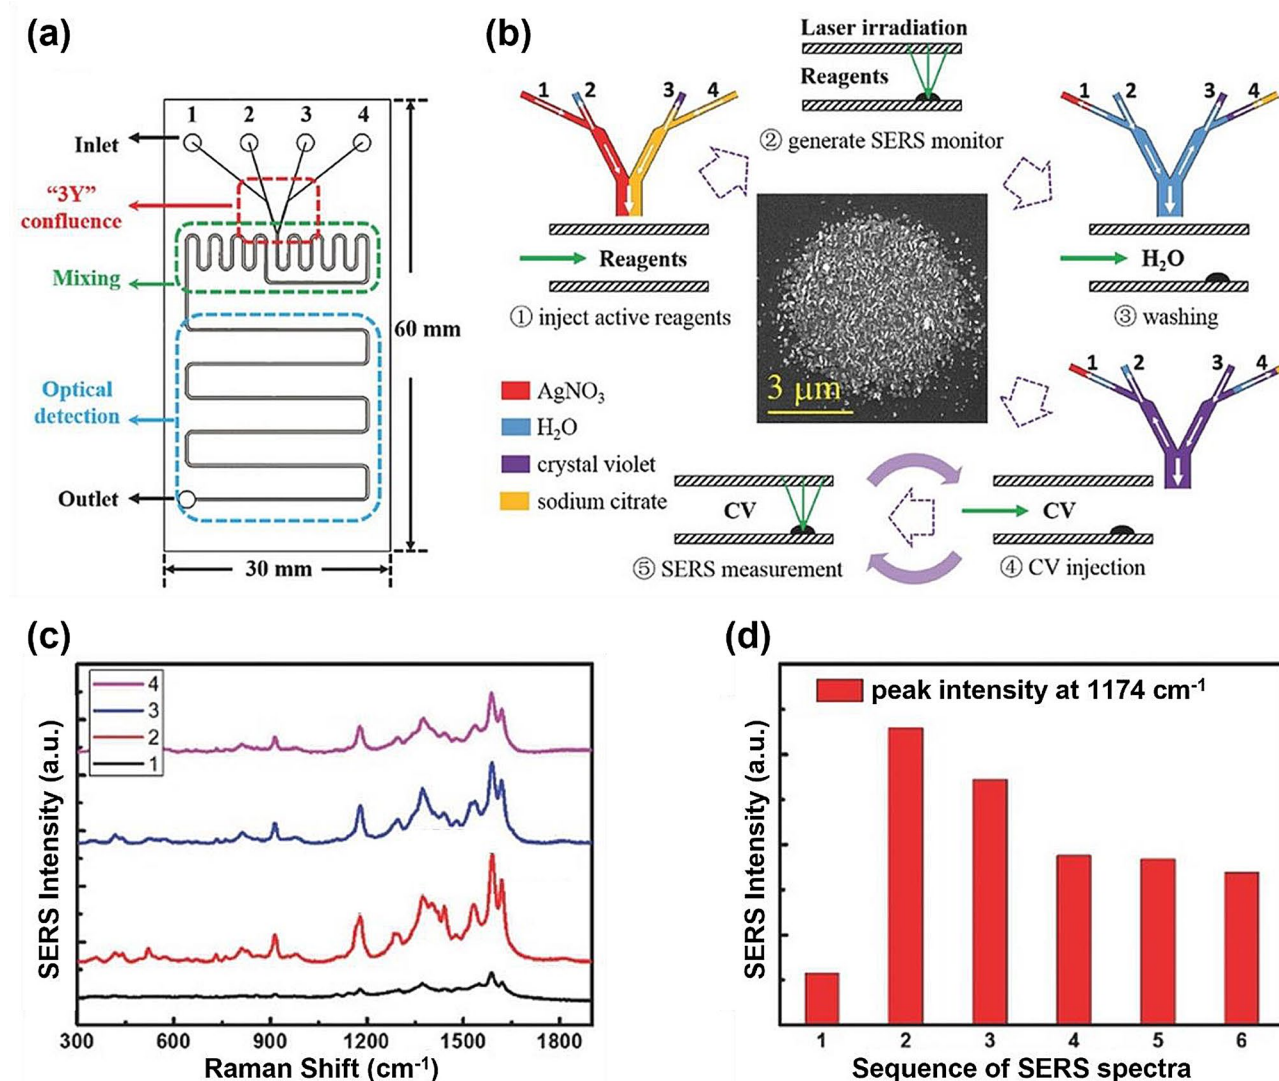 (a)
1 2 3 4
Inlet
“3Y”
confluence
Mixing
Optical
detection
Outlet
60 mm
30 mm
(b)
Laser irradiation
Reagents
② generate SERS monitor
1 2 3 4
Reagents
① inject active reagents
1 2 3 4
H₂O
③ washing
3 μm
AgNO₃
H₂O
crystal violet
sodium citrate
1 2 3 4
CV
④ CV injection
CV
⑤ SERS measurement
(c)
4
3
2
1
SERS Intensity (a.u.)
300 600 900 1200 1500 1800
Raman Shift (cm⁻¹)
(d)
peak intensity at 1174 cm⁻¹
SERS Intensity (a.u.)
1 2 3 4 5 6
Sequence of SERS spectra